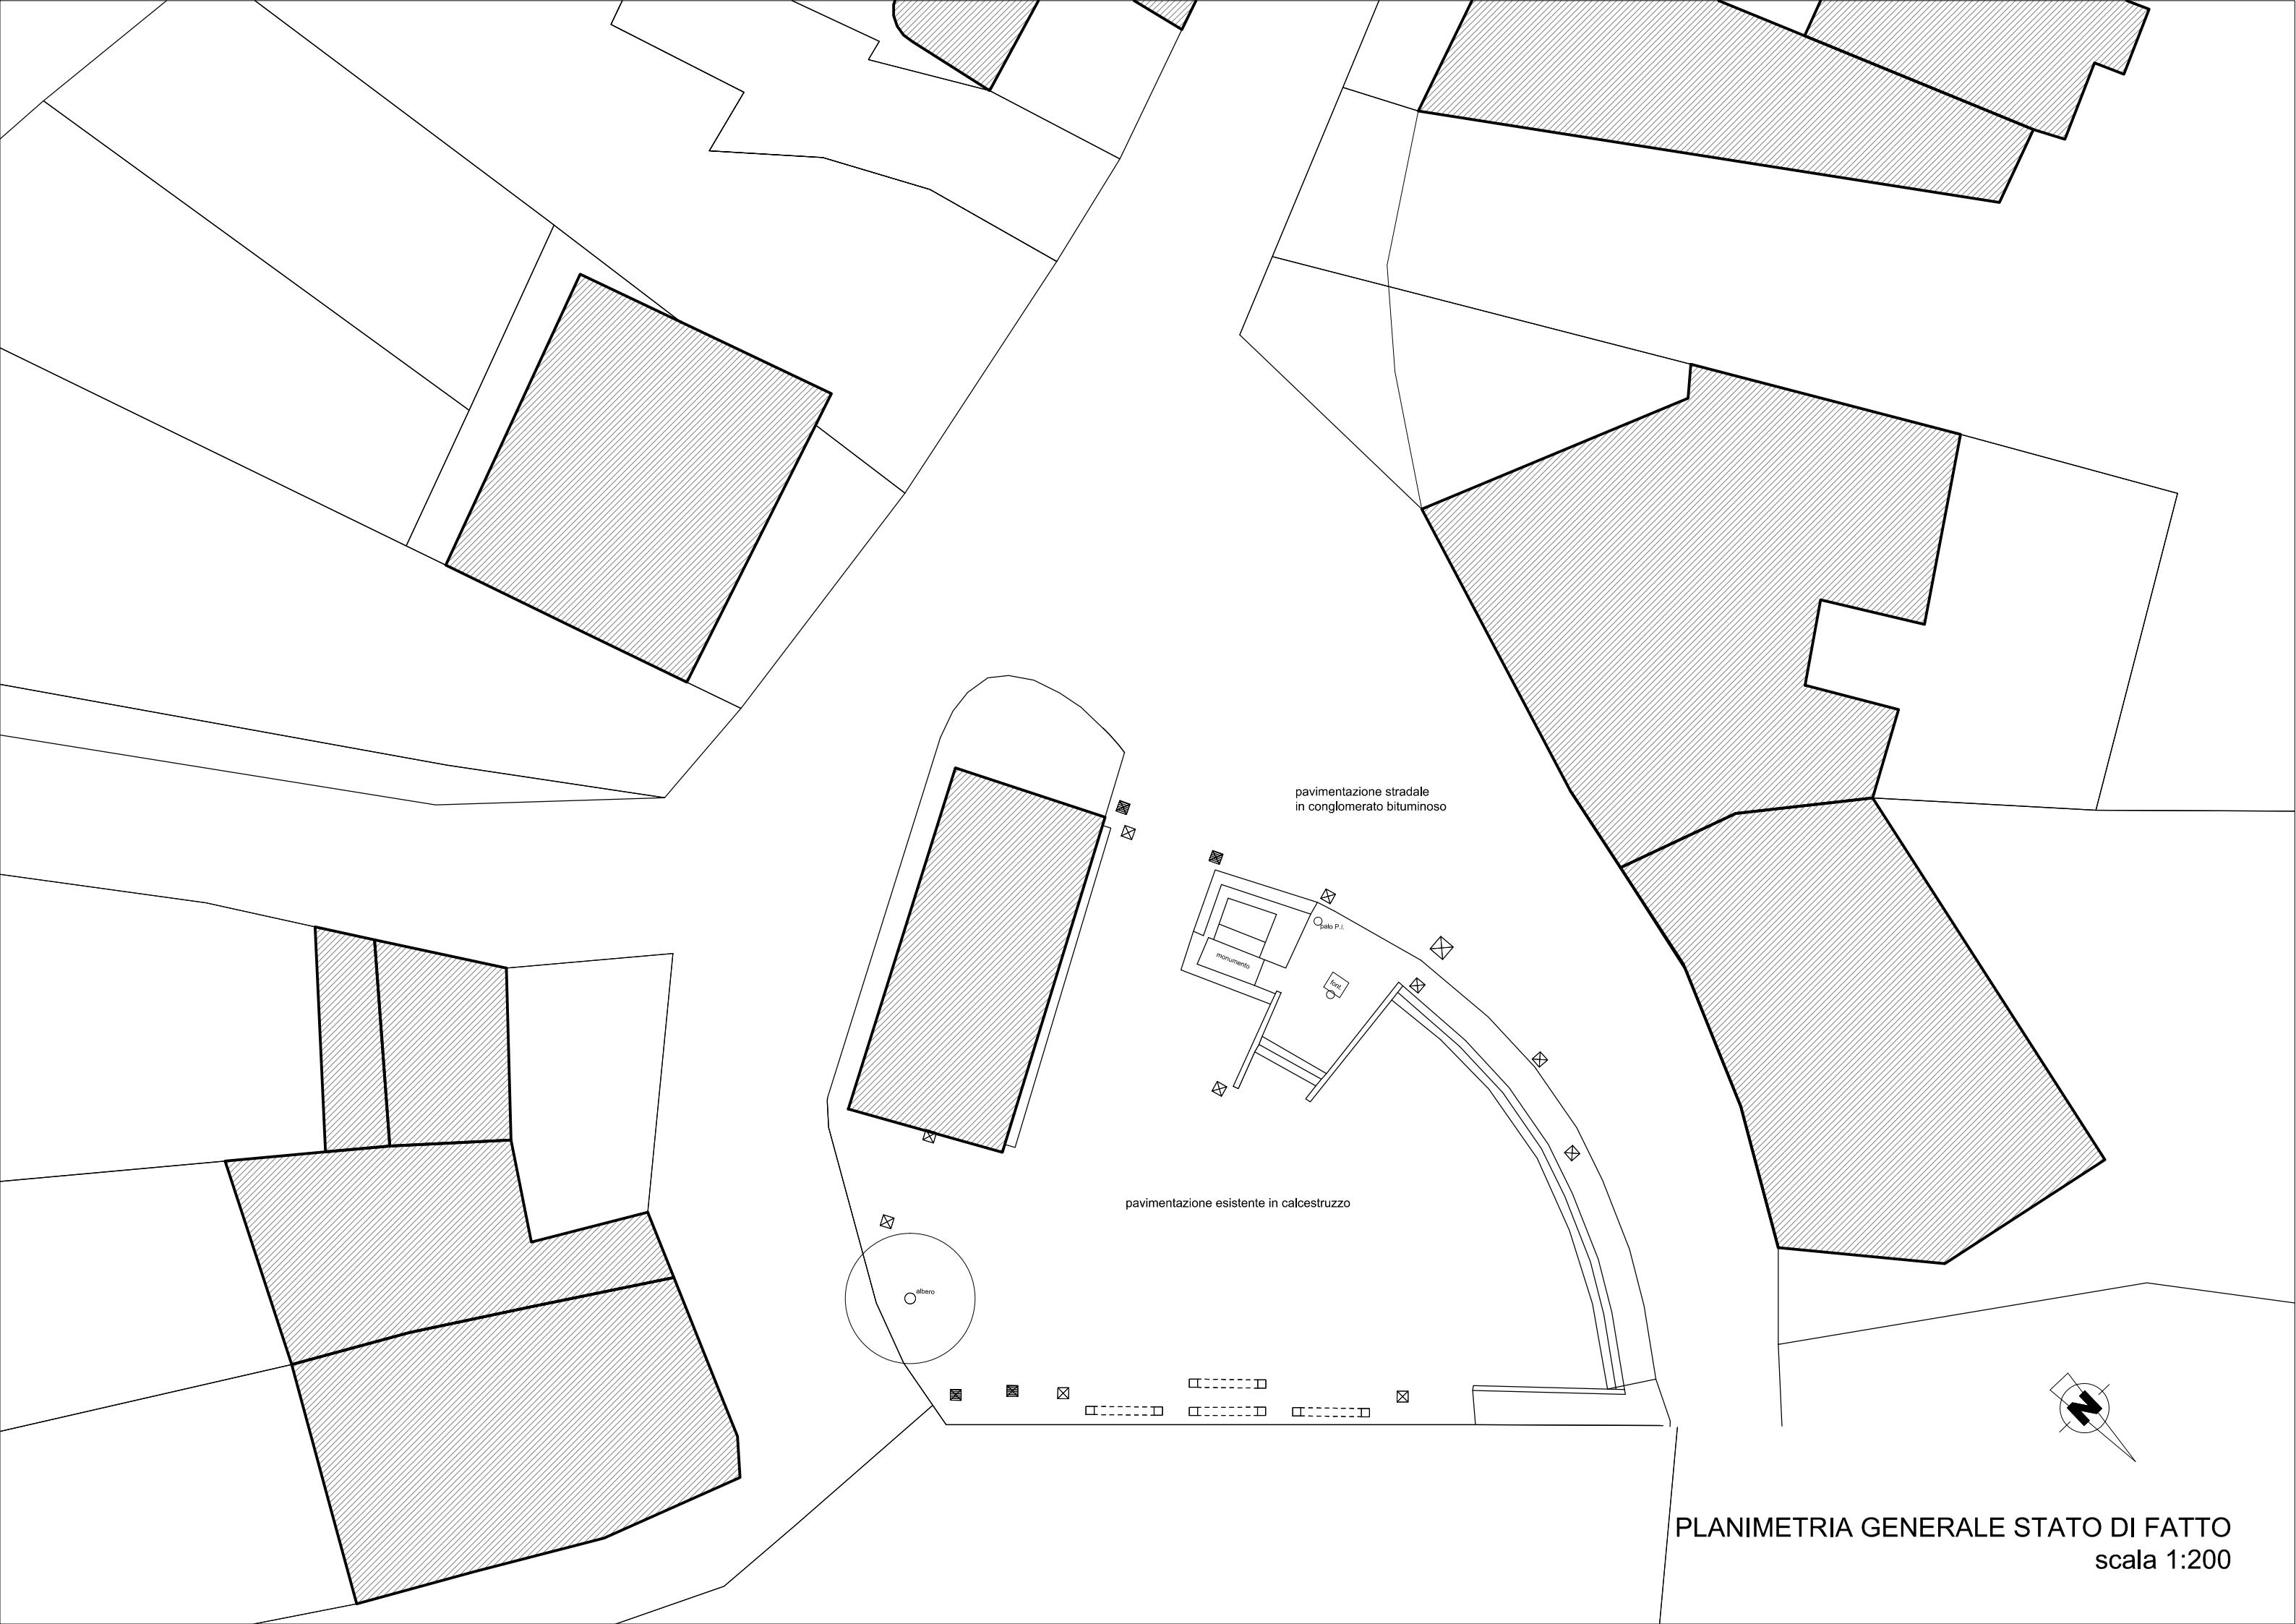 pavimentazione stradale
in conglomerato bituminoso
palo P.I.
monumento
font.
pavimentazione esistente in calcestruzzo
albero
N
PLANIMETRIA GENERALE STATO DI FATTO
scala 1:200